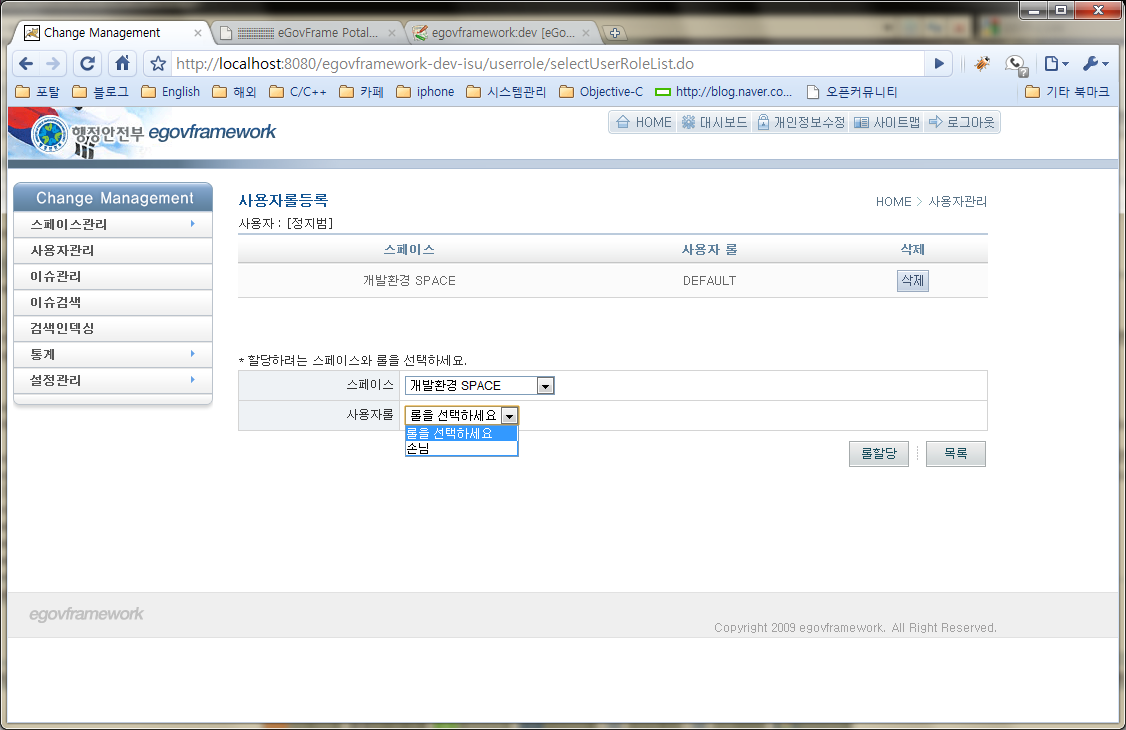 Change Management
eGovFrame Potal...
egovframework:dev [eGo...
http://localhost:8080/egovframework-dev-isu/userrole/selectUserRoleList.do
포탈 블로그 English 해외 C/C++ 카페 iphone 시스템관리 Objective-C http://blog.naver.co... 오픈커뮤니티 기타 북마크
행정안전부 egovframework
HOME 대시보드 개인정보수정 사이트맵 로그아웃
Change Management
스페이스관리
사용자관리
이슈관리
이슈검색
검색인덱싱
통계
설정관리
사용자롤등록
HOME > 사용자관리
사용자 : [정지범]
스페이스 사용자 롤 삭제
개발환경 SPACE DEFAULT 삭제
* 할당하려는 스페이스와 롤을 선택하세요.
스페이스 개발환경 SPACE
사용자롤 롤을 선택하세요
롤을 선택하세요
손님
롤할당 목록
egovframework
Copyright 2009 egovframework. All Right Reserved.